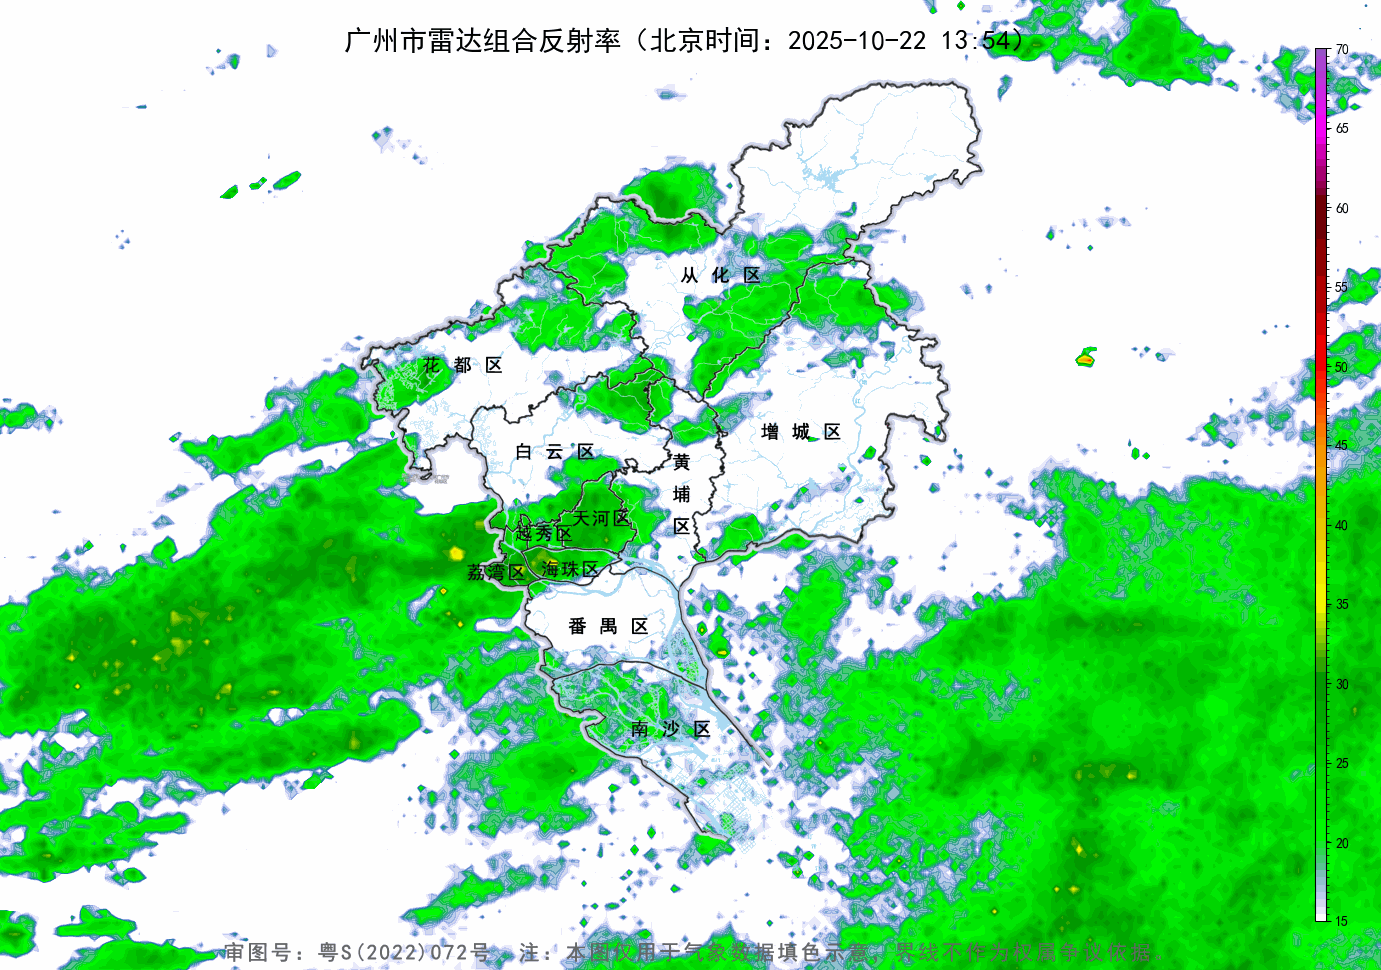 广州市雷达组合反射率（北京时间：2025-10-22 13:54）
70
65
60
55
50
45
40
35
30
25
20
15
从化区
花都区
增城区
白云区
黄埔区
天河区
越秀区
海珠区
荔湾区
番禺区
南沙区
审图号：粤S(2022)072号 注：本图仅用于气象数据填色示意，界线不作为权属争议依据.